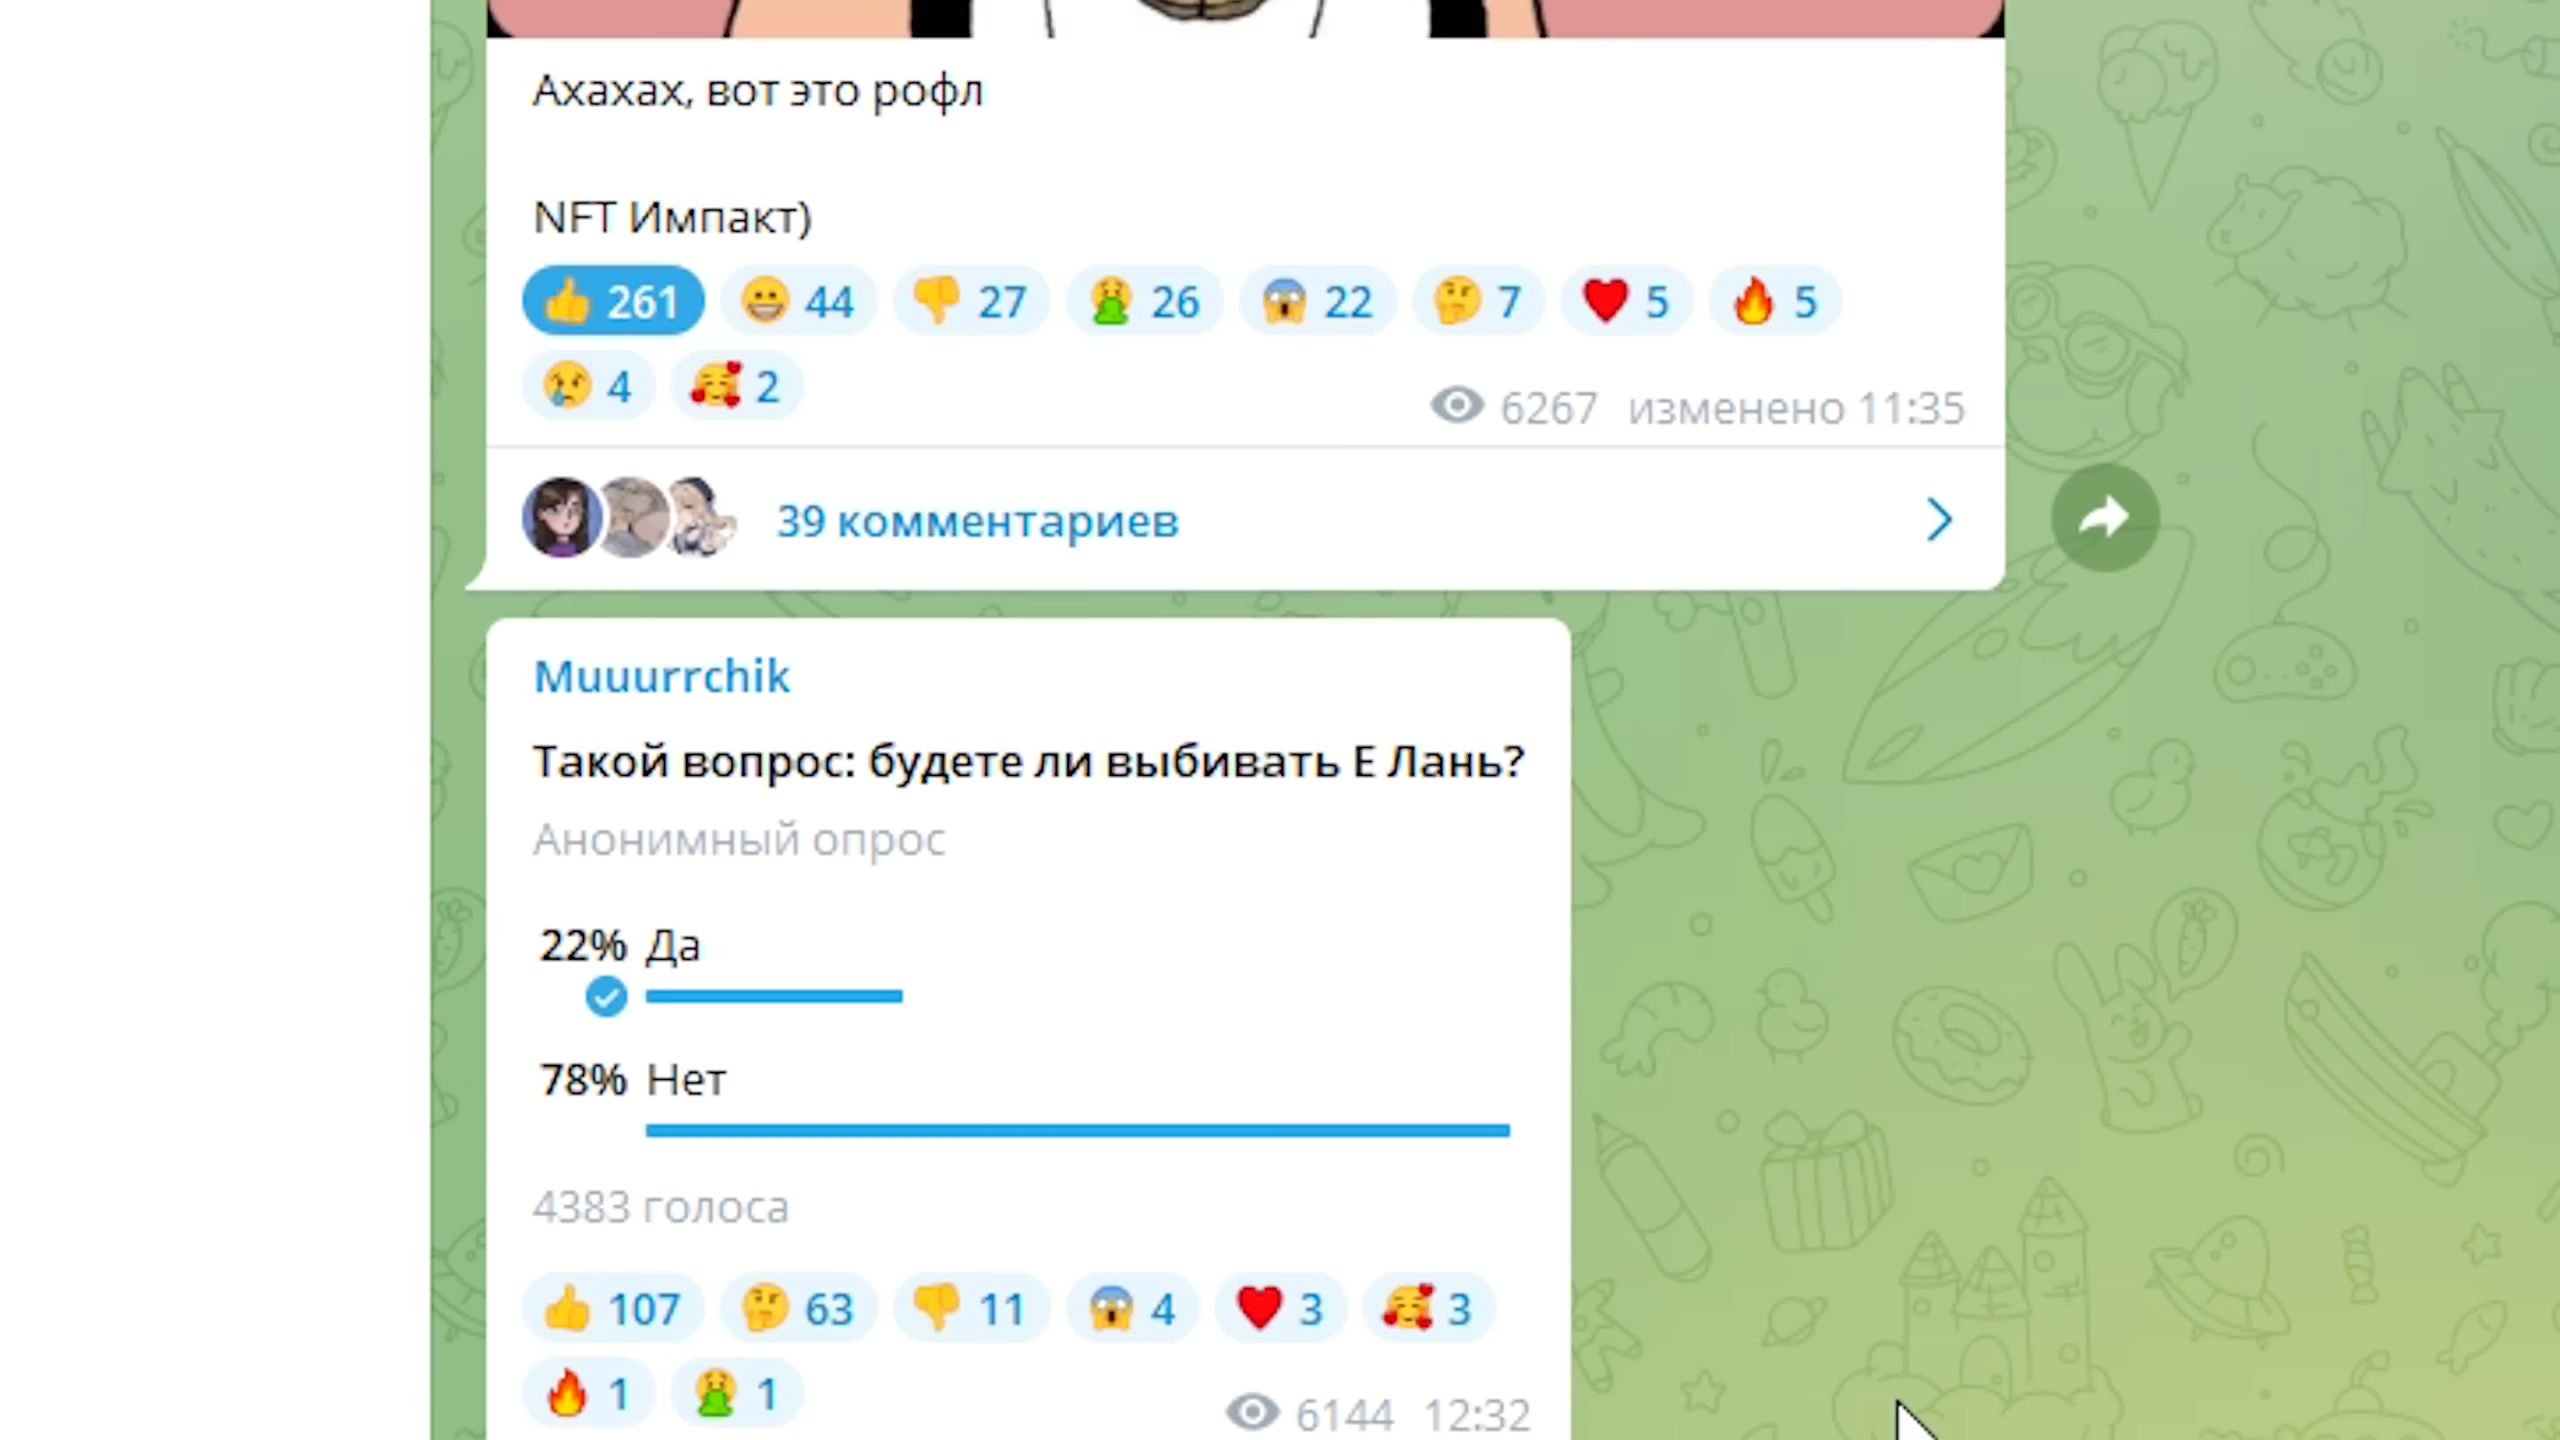 Ахахах, вот это рофл
NFT Импакт)
261 44 27 26 22 7 5 5
4 2
6267 изменено 11:35
39 комментариев
Muuurrchik
Такой вопрос: будете ли выбивать Е Лань?
Анонимный опрос
22% Да
78% Нет
4383 голоса
107 63 11 4 3 3
1 1
6144 12:32